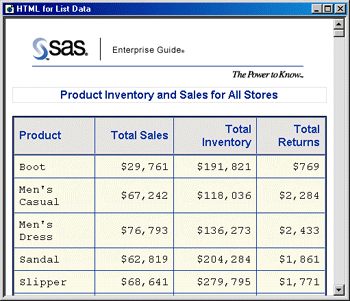 HTML for List Data
sas. Enterprise Guide®
The Power to Know™
Product Inventory and Sales for All Stores
Product Total Sales Total Inventory Total Returns
Boot $29,761 $191,821 $769
Men's Casual $67,242 $118,036 $2,284
Men's Dress $76,793 $136,273 $2,433
Sandal $62,819 $204,284 $1,861
Slipper $68,641 $279,795 $1,771